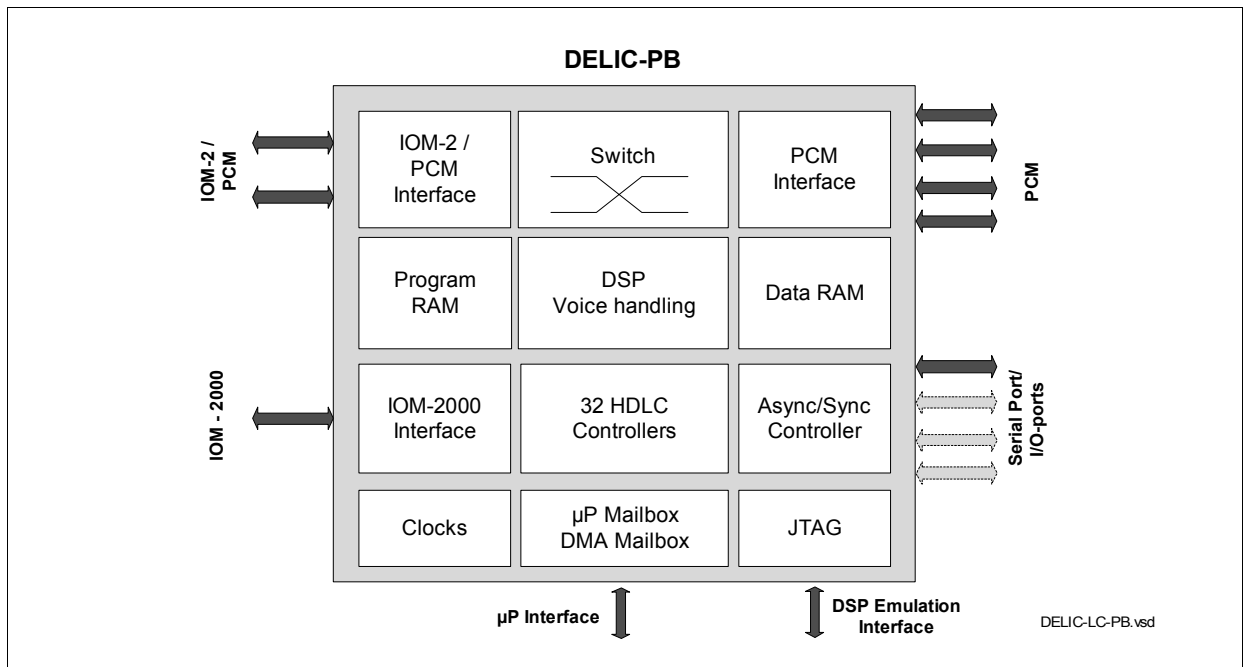 DELIC-PB
IOM-2 /
PCM
IOM-2 /
PCM
Interface
Switch
PCM
Interface
PCM
Program
RAM
DSP
Voice handling
Data RAM
IOM - 2000
IOM-2000
Interface
32 HDLC
Controllers
Async/Sync
Controller
Serial Port/
I/O-ports
Clocks
µP Mailbox
DMA Mailbox
JTAG
µP Interface
DSP Emulation
Interface
DELIC-LC-PB.vsd